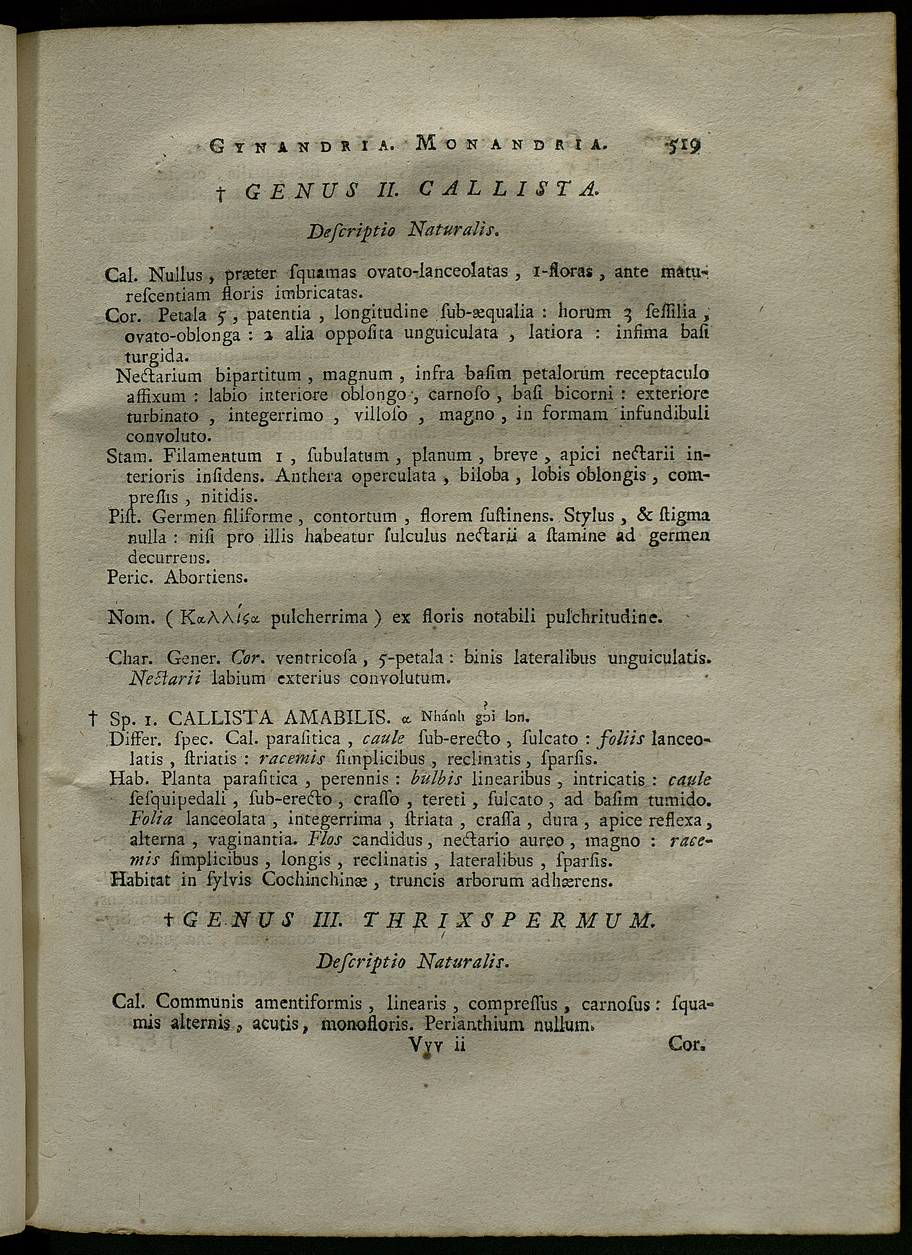 GYNANDRIA. MONANDRIA. 519
† GENUS II. CALLISTA.
Deſcriptio Naturalis.
Cal. Nullus, præter ſquamas ovato-lanceolatas, 1-floras, ante matu-
reſcentiam floris imbricatas.
Cor. Petala 5, patentia, longitudine ſub-æqualia: horum 3 ſeſſilia,
ovato-oblonga: 2 alia oppoſita unguiculata, latiora: infima baſi
turgida.
Nectarium bipartitum, magnum, infra baſim petalorum receptaculo
affixum: labio interiore oblongo, carnoſo, baſi bicorni: exteriore
turbinato, integerrimo, villoſo, magno, in formam infundibuli
convoluto.
Stam. Filamentum 1, ſubulatum, planum, breve, apici nectarii in-
terioris inſidens. Anthera operculata, biloba, lobis oblongis, com-
preſſis, nitidis.
Piſt. Germen filiforme, contortum, florem ſuſtinens. Stylus, & ſtigma
nulla: niſi pro illis habeatur ſulculus nectarii a ſtamine ad germen
decurrens.
Peric. Abortiens.
Nom. (Καλλίϛα pulcherrima) ex floris notabili pulchritudine.
Char. Gener. Cor. ventricoſa, 5-petala: binis lateralibus unguiculatis.
Nectarii labium exterius convolutum.
† Sp. 1. CALLISTA AMABILIS. α Nhánh gỏi lon.
Differ. ſpec. Cal. paraſitica, caule ſub-erecto, ſulcato: foliis lanceo-
latis, ſtriatis: racemis ſimplicibus, reclinatis, ſparſis.
Hab. Planta paraſitica, perennis: bulbis linearibus, intricatis: caule
ſeſquipedali, ſub-erecto, craſſo, tereti, ſulcato, ad baſim tumido.
Folia lanceolata, integerrima, ſtriata, craſſa, dura, apice reflexa,
alterna, vaginantia. Flos candidus, nectario aureo, magno: race-
mis ſimplicibus, longis, reclinatis, lateralibus, ſparſis.
Habitat in ſylvis Cochinchinæ, truncis arborum adhærens.
† GENUS III. THRIXSPERMUM.
Deſcriptio Naturalis.
Cal. Communis amentiformis, linearis, compreſſus, carnoſus: ſqua-
mis alternis, acutis, monofloris. Perianthium nullum.
Vvv ii Cor.